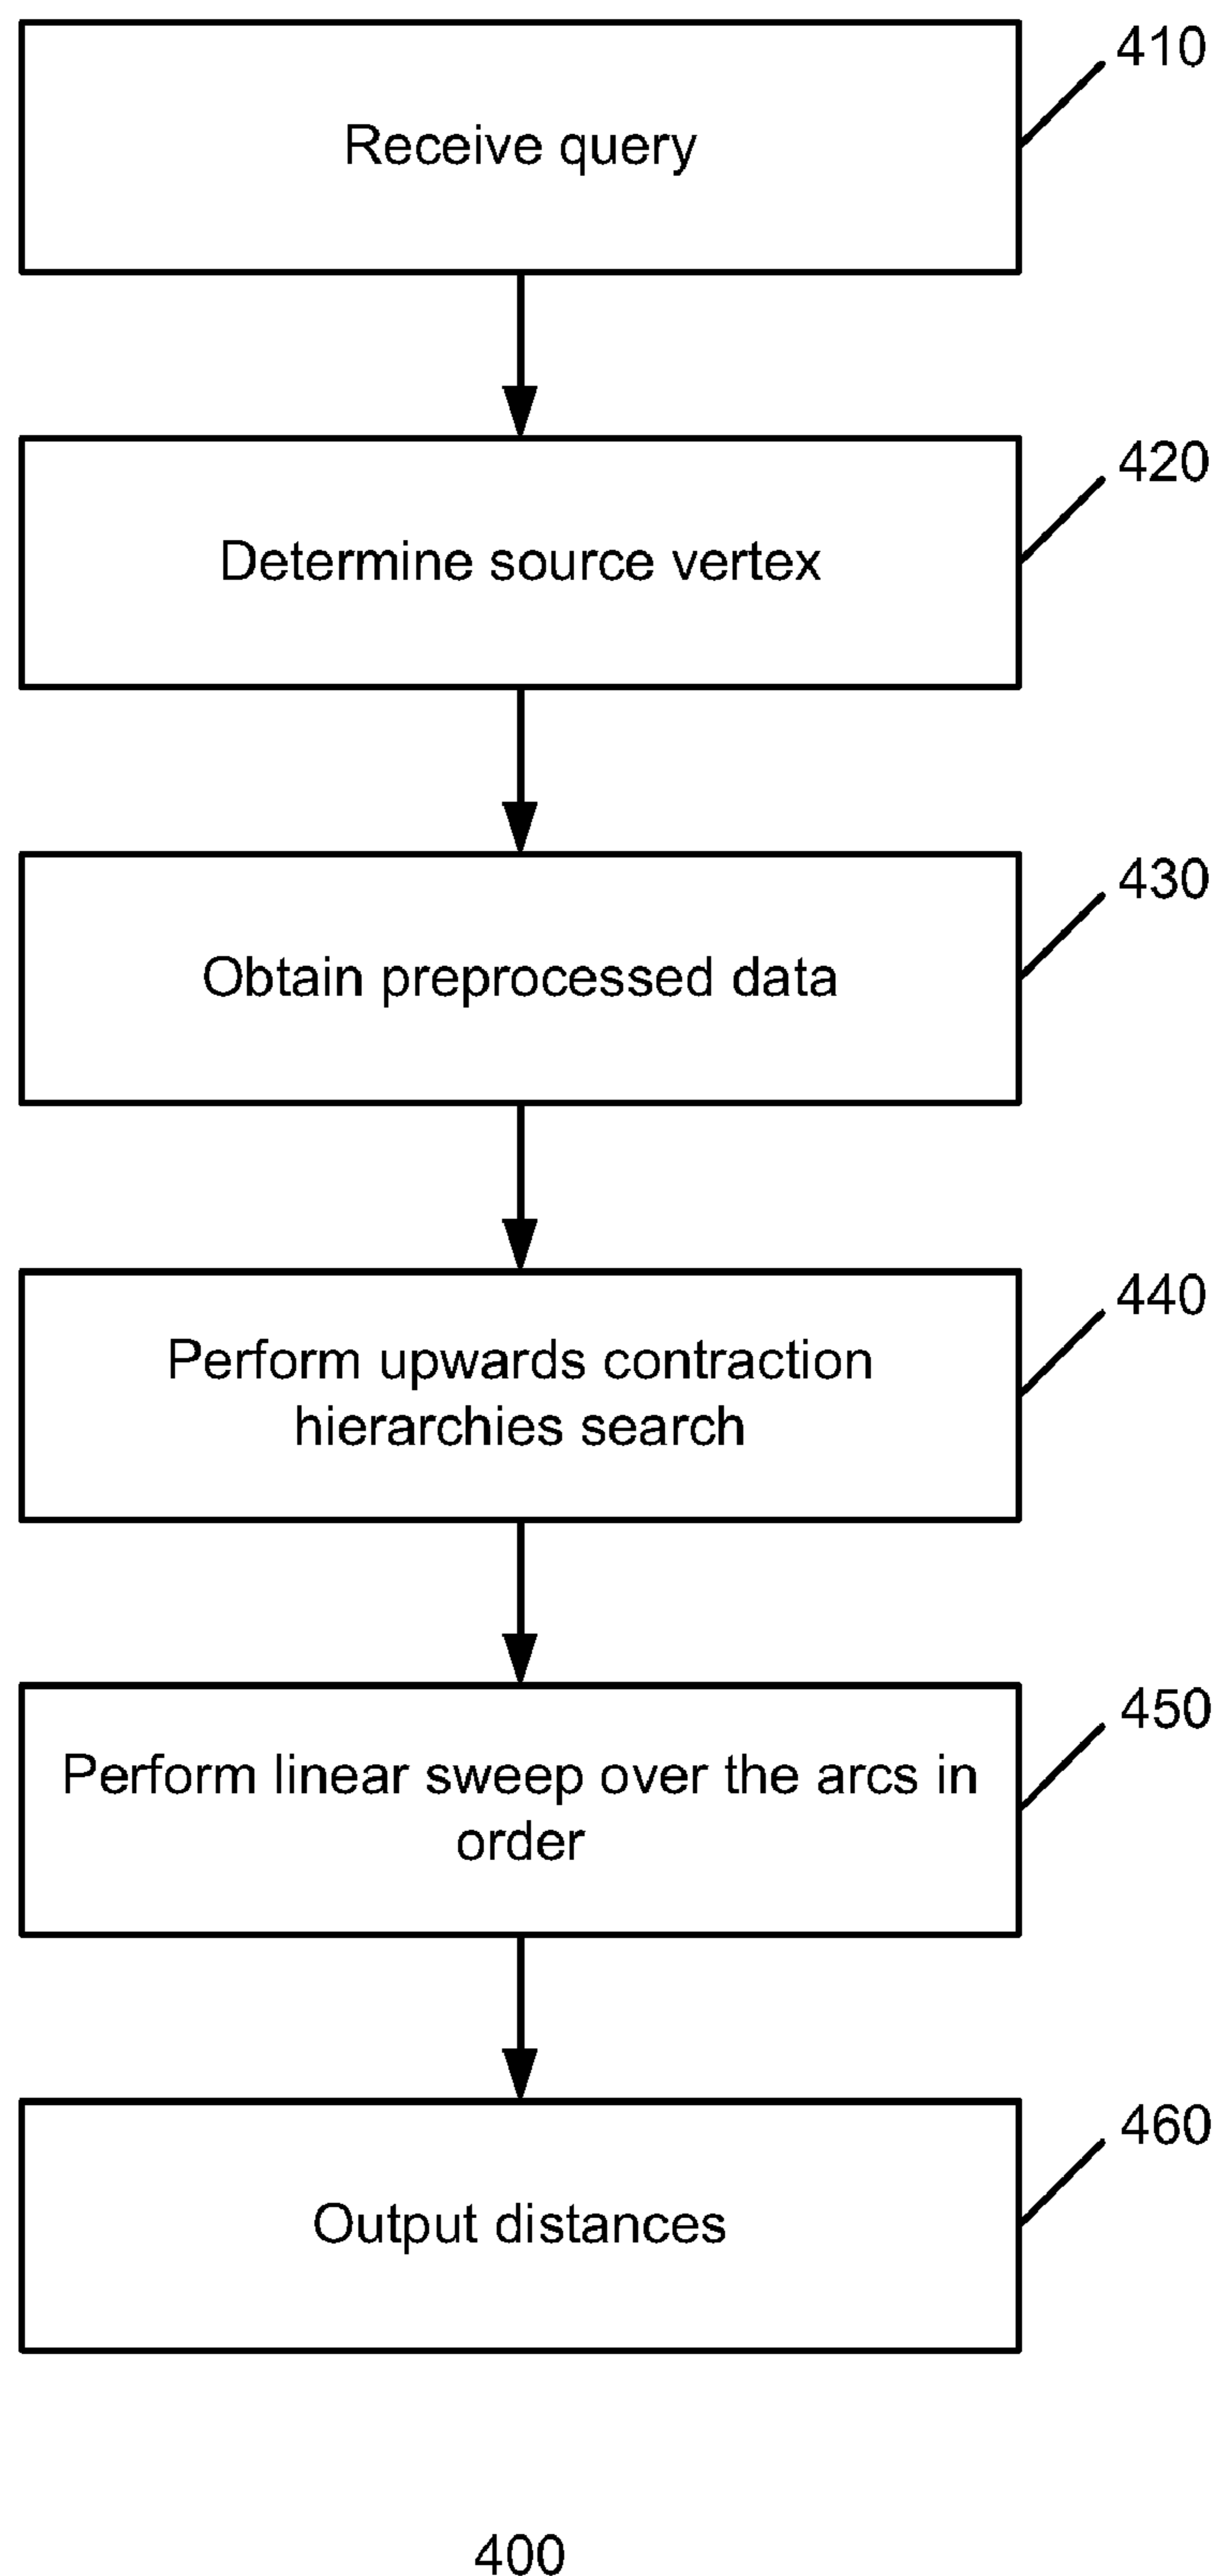 410
Receive query
420
Determine source vertex
430
Obtain preprocessed data
440
Perform upwards contraction
hierarchies search
450
Perform linear sweep over the arcs in
order
460
Output distances
400